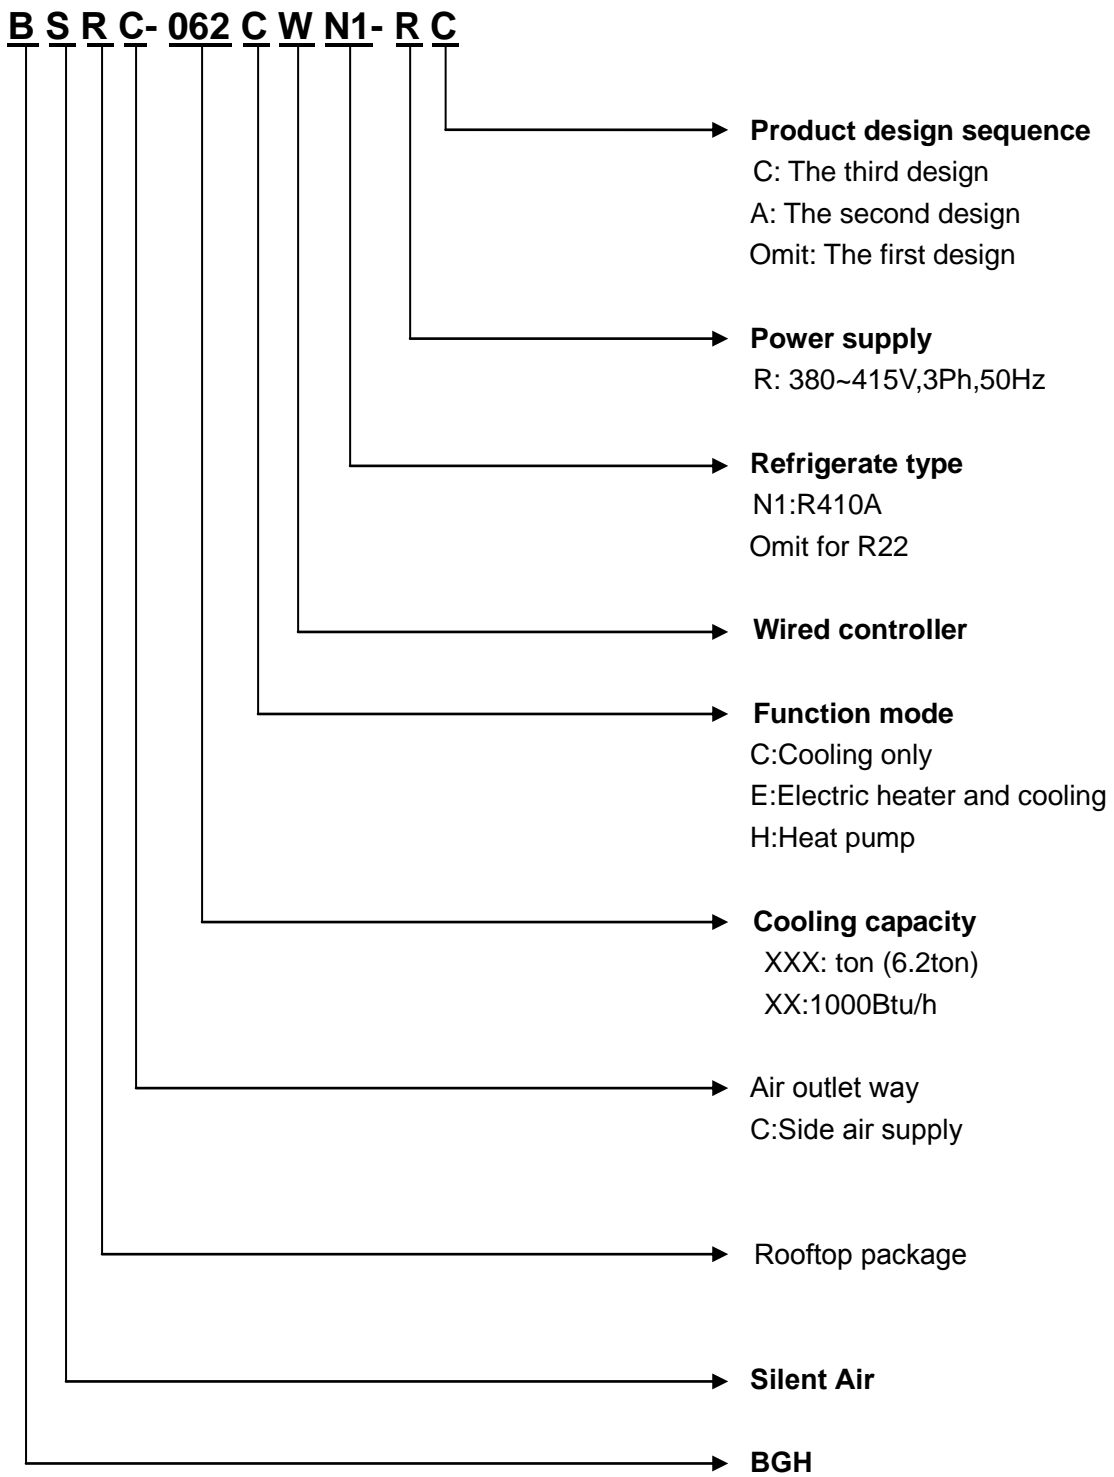 B S R C- 062 C W N1- R C
Product design sequence
C: The third design
A: The second design
Omit: The first design
Power supply
R: 380~415V,3Ph,50Hz
Refrigerate type
N1:R410A
Omit for R22
Wired controller
Function mode
C:Cooling only
E:Electric heater and cooling
H:Heat pump
Cooling capacity
XXX: ton (6.2ton)
XX:1000Btu/h
Air outlet way
C:Side air supply
Rooftop package
Silent Air
BGH